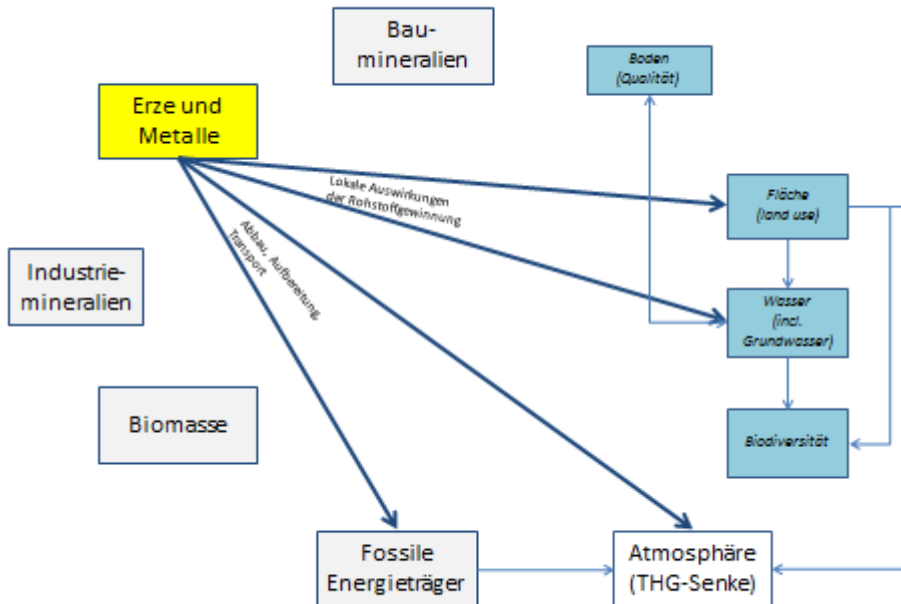 Bau-
mineralien
Boden
(Qualität)
Erze und
Metalle
Lokale Auswirkungen
der Rohstoffgewinnung
Fläche
(land use)
Abbau, Aufbereitung,
Transport
Industrie-
mineralien
Wasser
(incl.
Grundwasser)
Biomasse
Biodiversität
Fossile
Energieträger
Atmosphäre
(THG-Senke)